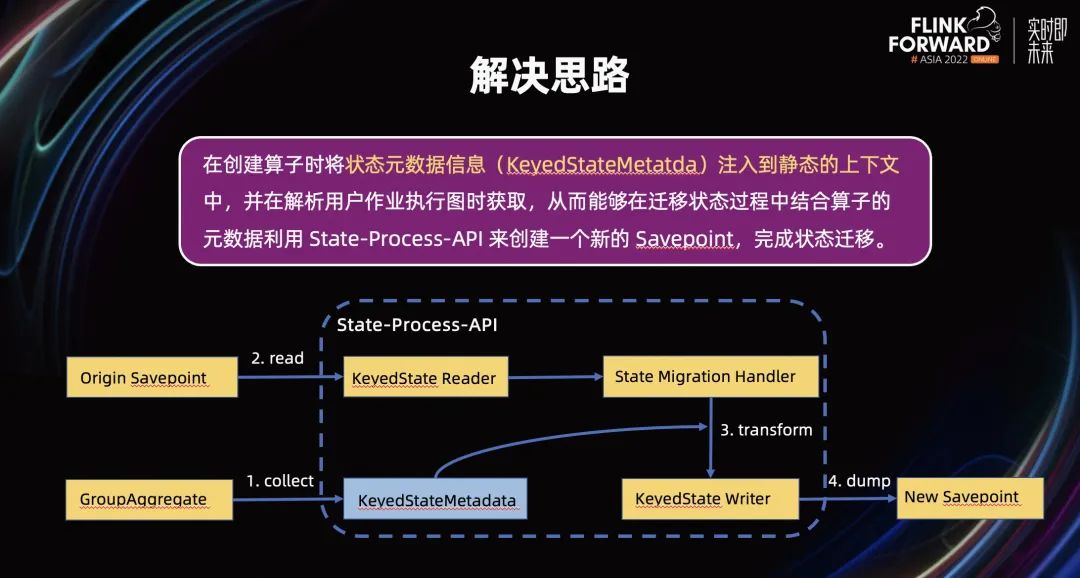 FLINK
FORWARD
# ASIA 2022 ONLINE
实时即
未来
解决思路
在创建算子时将状态元数据信息（KeyedStateMetatda）注入到静态的上下文
中，并在解析用户作业执行图时获取，从而能够在迁移状态过程中结合算子的
元数据利用 State-Process-API 来创建一个新的 Savepoint，完成状态迁移。
State-Process-API
Origin Savepoint
2. read
KeyedState Reader
State Migration Handler
3. transform
GroupAggregate
1. collect
KeyedStateMetadata
KeyedState Writer
4. dump
New Savepoint